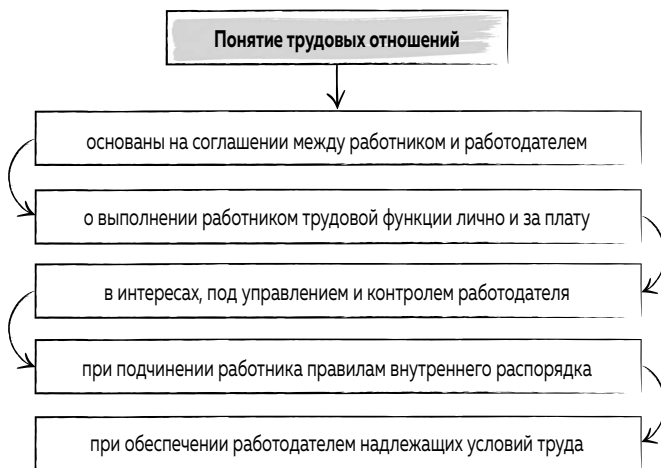 Понятие трудовых отношений
основаны на соглашении между работником и работодателем
о выполнении работником трудовой функции лично и за плату
в интересах, под управлением и контролем работодателя
при подчинении работника правилам внутреннего распорядка
при обеспечении работодателем надлежащих условий труда